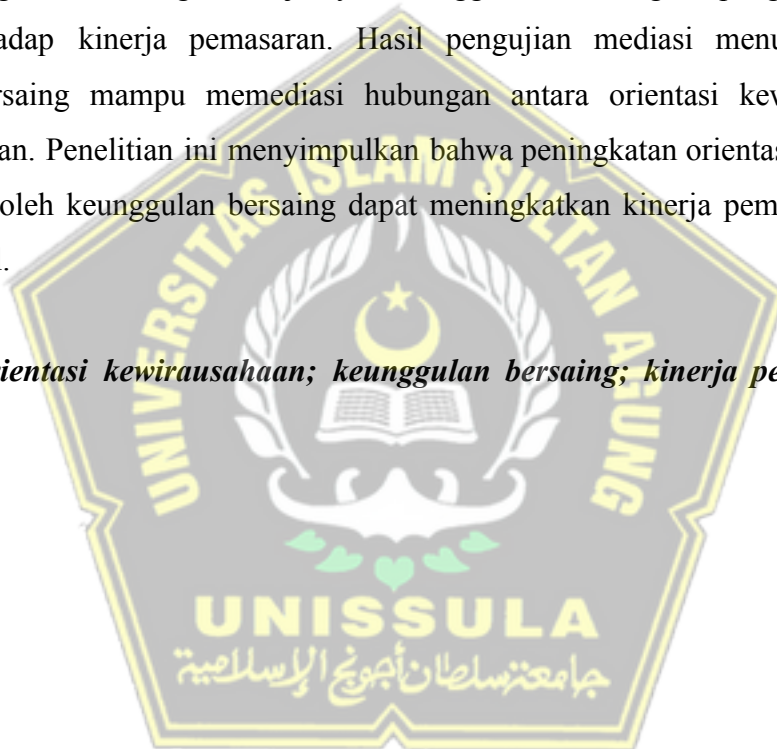 adap kinerja pemasaran. Hasil pengujian mediasi menu
rsaing mampu memediasi hubungan antara orientasi kew
an. Penelitian ini menyimpulkan bahwa peningkatan orientas
oleh keunggulan bersaing dapat meningkatkan kinerja pem
.
rientasi kewirausahaan; keunggulan bersaing; kinerja pe
UNIVERSITAS ISLAM SULTAN AGUNG
UNISSULA
جامعة سلطان أجونج الإسلامية